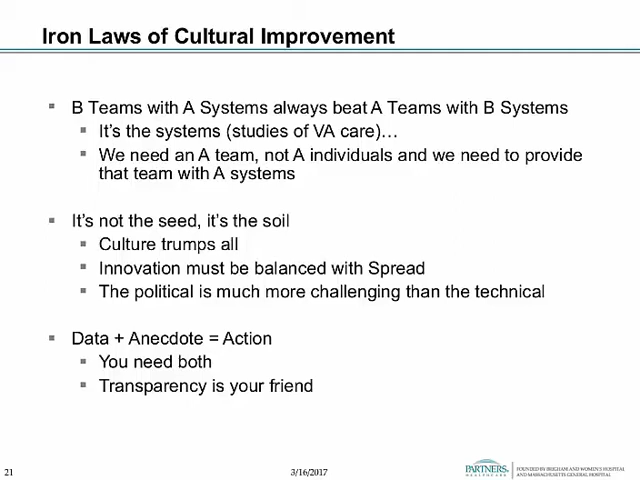 Iron Laws of Cultural Improvement
B Teams with A Systems always beat A Teams with B Systems
It's the systems (studies of VA care)…
We need an A team, not A individuals and we need to provide
that team with A systems
It's not the seed, it's the soil
Culture trumps all
Innovation must be balanced with Spread
The political is much more challenging than the technical
Data + Anecdote = Action
You need both
Transparency is your friend
21
3/16/2017
PARTNERS.
HEALTHCARE
FOUNDED BY BRIGHAM AND WOMEN'S HOSPITAL
AND MASSACHUSETTS GENERAL HOSPITAL